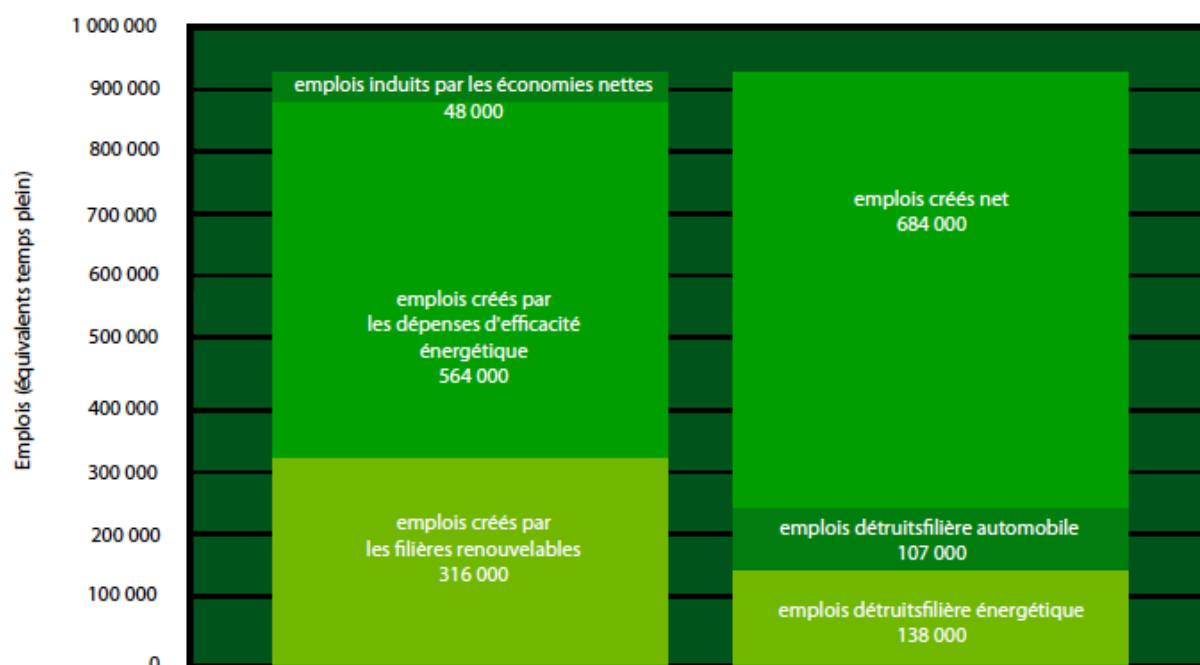 1 000 000
900 000
800 000
700 000
600 000
500 000
400 000
300 000
200 000
100 000
0
Emplois (équivalents temps plein)
emplois induits par les économies nettes
48 000
emplois créés par
les dépenses d'efficacité
énergétique
564 000
emplois créés par
les filières renouvelables
316 000
emplois créés net
684 000
emplois détruitsfilière automobile
107 000
emplois détruitsfilière énergétique
138 000